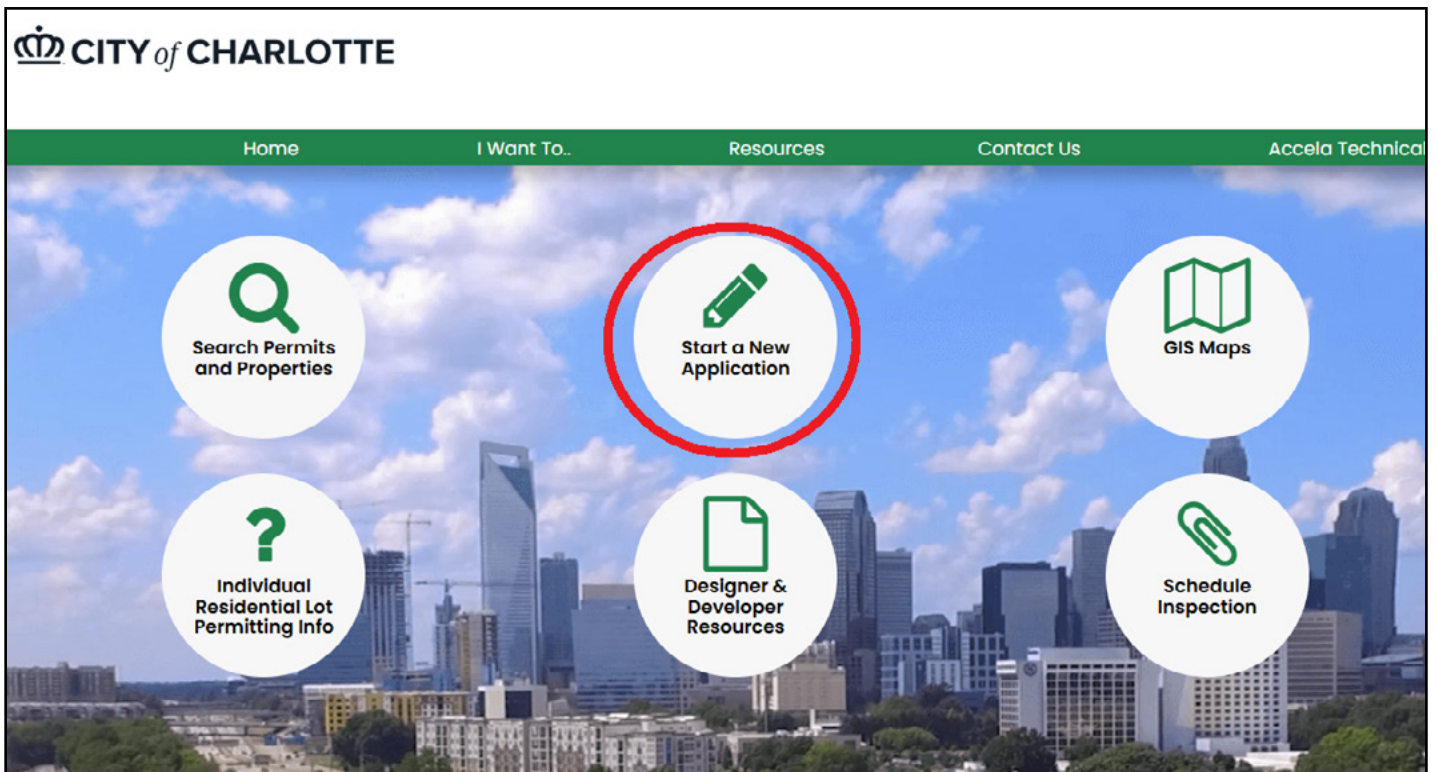 CITY of CHARLOTTE
Home I Want To.. Resources Contact Us Accela Technical
Search Permits
and Properties
Start a New
Application
GIS Maps
Individual
Residential Lot
Permitting Info
?
Designer &
Developer
Resources
Schedule
Inspection